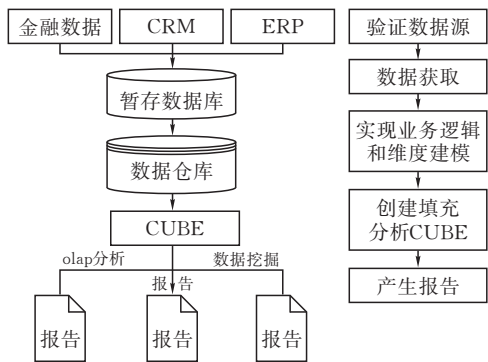 金融数据
CRM
ERP
暂存数据库
数据仓库
CUBE
olap分析
数据挖掘
报告
报告
报告
报告
验证数据源
数据获取
实现业务逻辑
和维度建模
创建填充
分析CUBE
产生报告